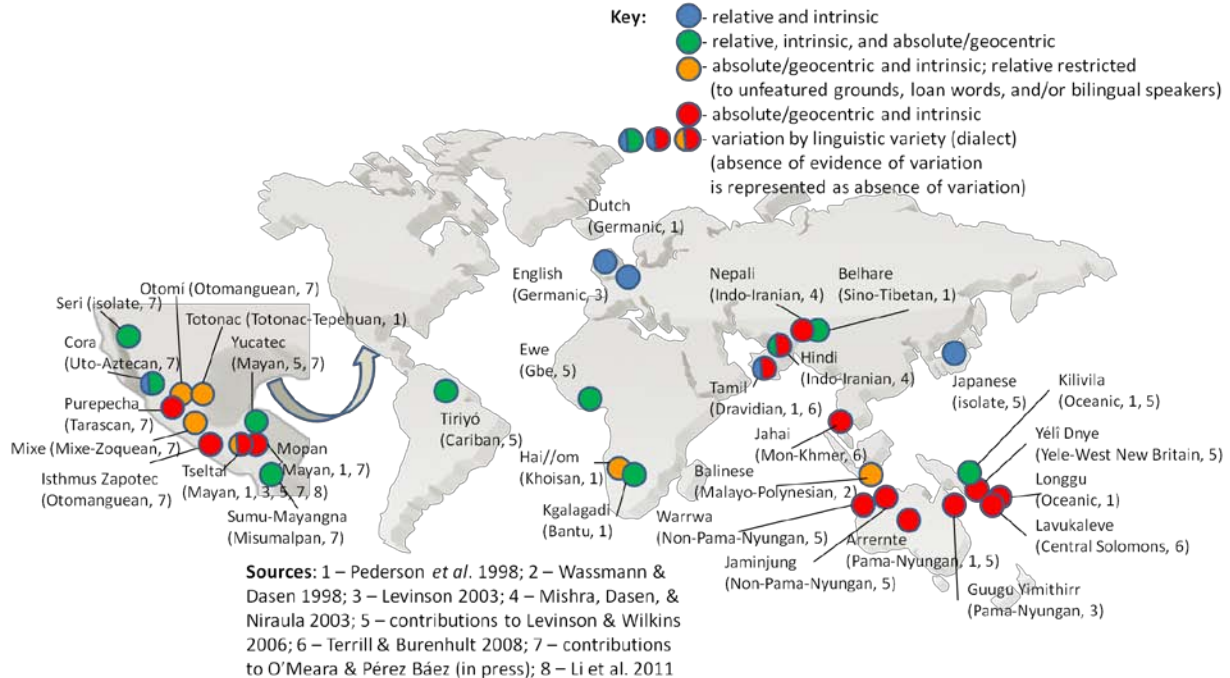 Key:
- relative and intrinsic
- relative, intrinsic, and absolute/geocentric
- absolute/geocentric and intrinsic; relative restricted
(to unfeatured grounds, loan words, and/or bilingual speakers)
- absolute/geocentric and intrinsic
- variation by linguistic variety (dialect)
(absence of evidence of variation
is represented as absence of variation)
Dutch
(Germanic, 1)
English
(Germanic, 3)
Nepali
(Indo-Iranian, 4)
Belhare
(Sino-Tibetan, 1)
Otomí (Otomanguean, 7)
Seri (isolate, 7)
Totonac (Totonac-Tepehuan, 1)
Cora
(Uto-Aztecan, 7)
Yucatec
(Mayan, 5, 7)
Purepecha
(Tarascan, 7)
Mixe (Mixe-Zoquean, 7)
Isthmus Zapotec
(Otomanguean, 7)
Tseltal
(Mayan, 1, 3, 5, 7, 8)
Mopan
(Mayan, 1, 7)
Sumu-Mayangna
(Misumalpan, 7)
Tiriyó
(Cariban, 5)
Ewe
(Gbe, 5)
Hai//om
(Khoisan, 1)
Kgalagadi
(Bantu, 1)
Tamil
(Dravidian, 1, 6)
Hindi
(Indo-Iranian, 4)
Japanese
(isolate, 5)
Jahai
(Mon-Khmer, 6)
Balinese
(Malayo-Polynesian, 2)
Kilivila
(Oceanic, 1, 5)
Yélî Dnye
(Yele-West New Britain, 5)
Longgu
(Oceanic, 1)
Lavukaleve
(Central Solomons, 6)
Warrwa
(Non-Pama-Nyungan, 5)
Jaminjung
(Non-Pama-Nyungan, 5)
Arrernte
(Pama-Nyungan, 1, 5)
Guugu Yimithirr
(Pama-Nyungan, 3)
Sources: 1 – Pederson et al. 1998; 2 – Wassmann &
Dasen 1998; 3 – Levinson 2003; 4 – Mishra, Dasen, &
Niraula 2003; 5 – contributions to Levinson & Wilkins
2006; 6 – Terrill & Burenhult 2008; 7 – contributions
to O’Meara & Pérez Báez (in press); 8 – Li et al. 2011